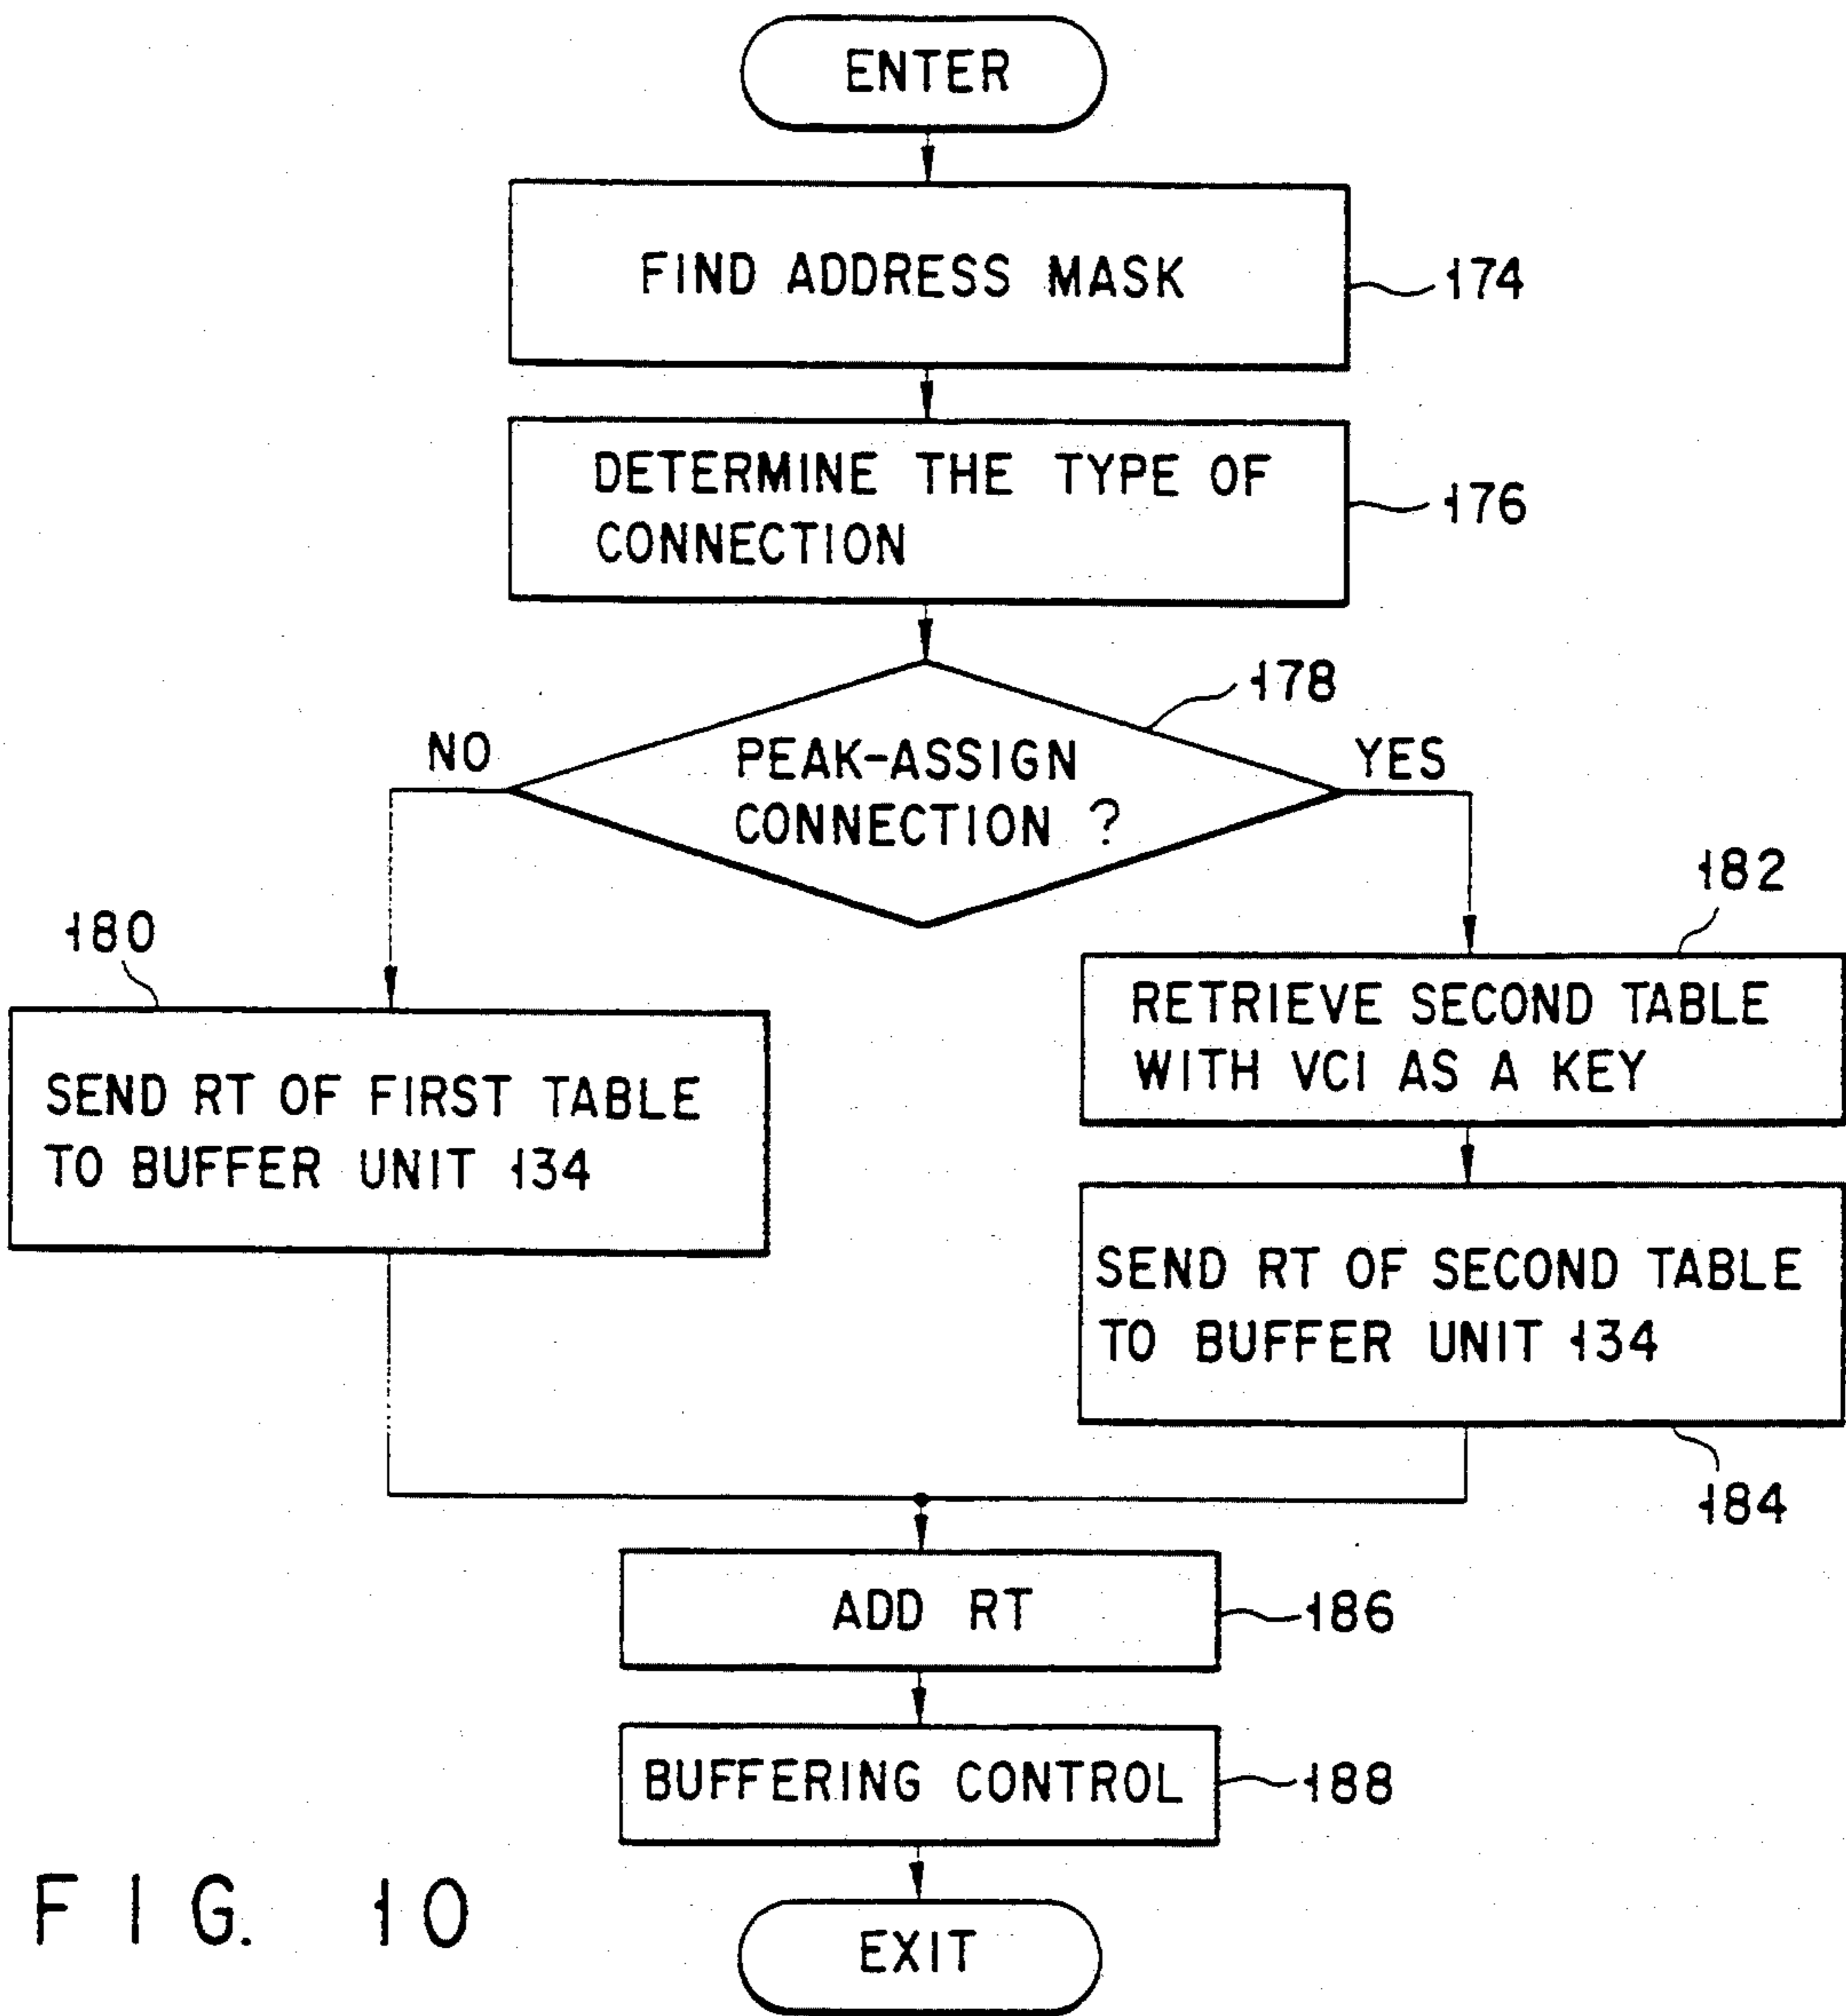 ENTER
FIND ADDRESS MASK
174
DETERMINE THE TYPE OF
CONNECTION
176
178
NO
PEAK-ASSIGN
CONNECTION ?
YES
180
SEND RT OF FIRST TABLE
TO BUFFER UNIT 134
182
RETRIEVE SECOND TABLE
WITH VCI AS A KEY
SEND RT OF SECOND TABLE
TO BUFFER UNIT 134
184
ADD RT
186
BUFFERING CONTROL
188
EXIT
FIG. 10